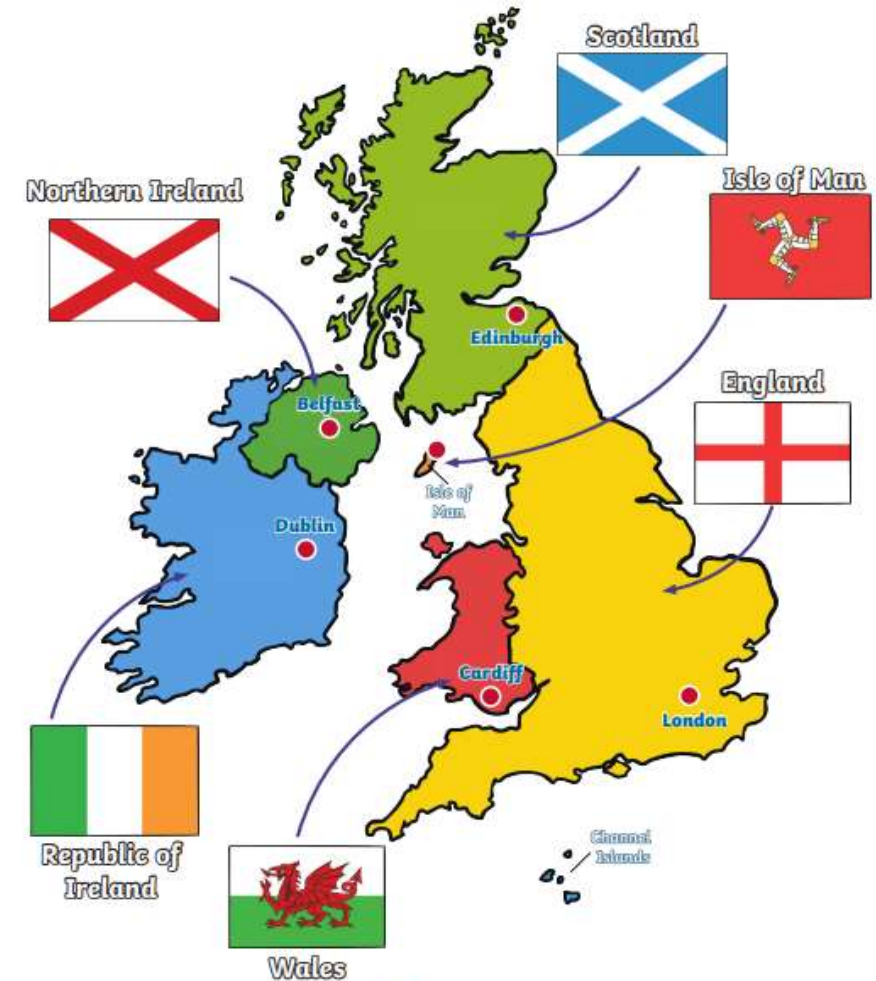 Scotland
Isle of Man
Northern Ireland
Edinburgh
England
Belfast
Isle of
Man
Dublin
Cardiff
London
Channel
Islands
Republic of
Ireland
Wales